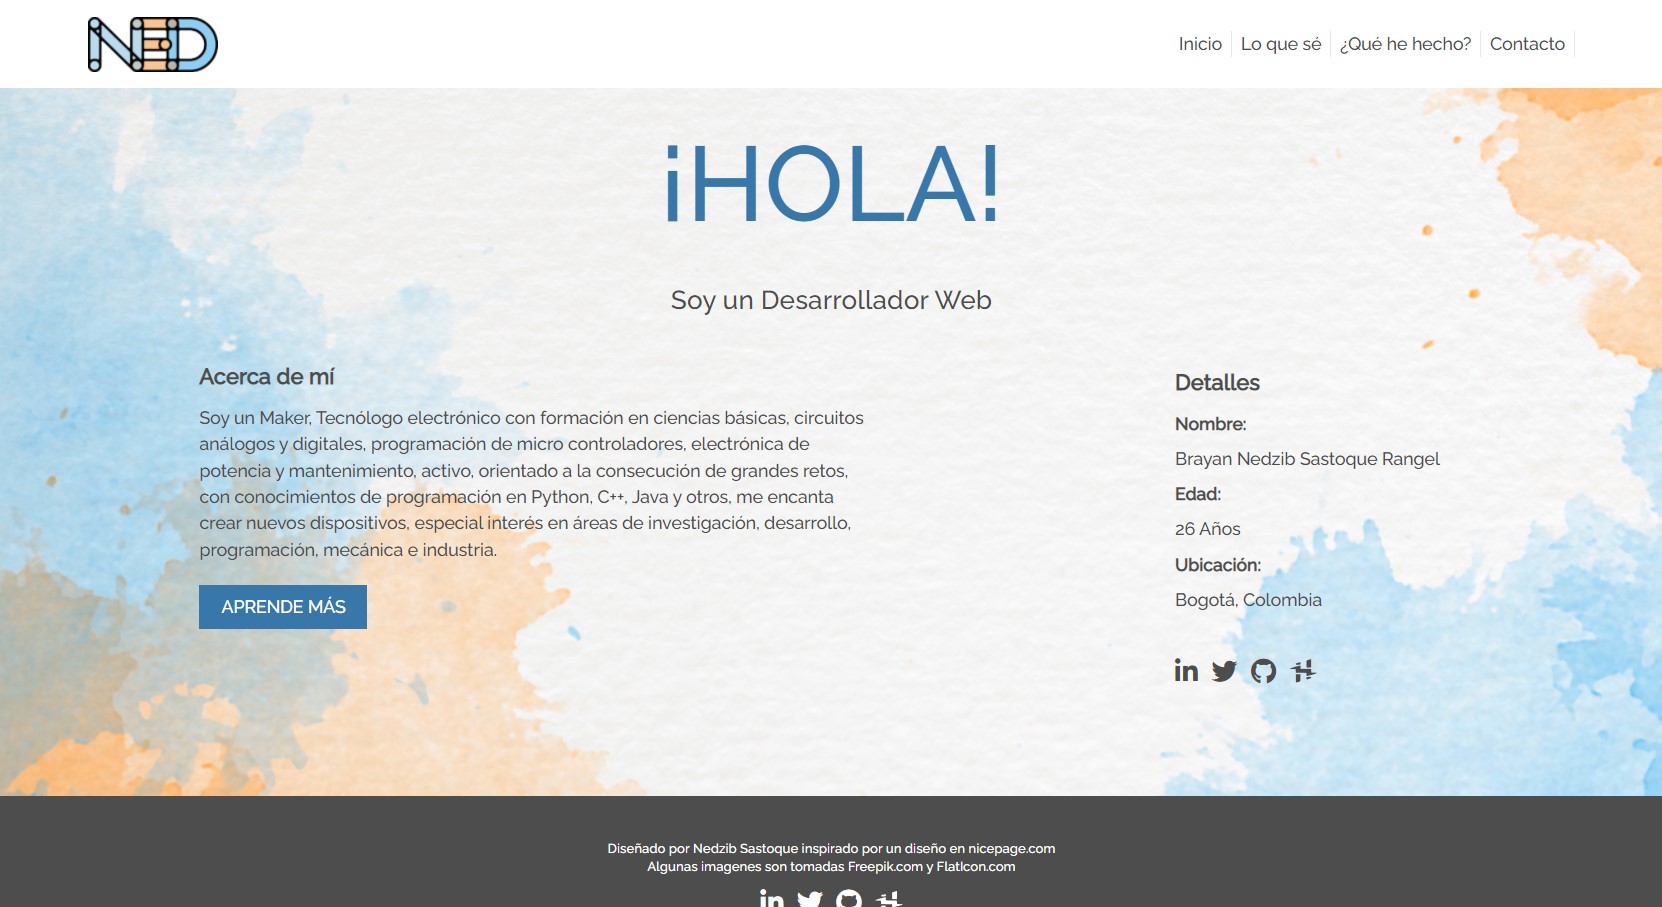 NED
Inicio
Lo que sé
¿Qué he hecho?
Contacto
¡HOLA!
Soy un Desarrollador Web
Acerca de mí
Soy un Maker, Tecnólogo electrónico con formación en ciencias básicas, circuitos
análogos y digitales, programación de micro controladores, electrónica de
potencia y mantenimiento, activo, orientado a la consecución de grandes retos,
con conocimientos de programación en Python, C++, Java y otros, me encanta
crear nuevos dispositivos, especial interés en áreas de investigación, desarrollo,
programación, mecánica e industria.
APRENDE MÁS
Detalles
Nombre:
Brayan Nedzib Sastoque Rangel
Edad:
26 Años
Ubicación:
Bogotá, Colombia
in
Diseñado por Nedzib Sastoque inspirado por un diseño en nicepage.com
Algunas imagenes son tomadas Freepik.com y FlatIcon.com
in